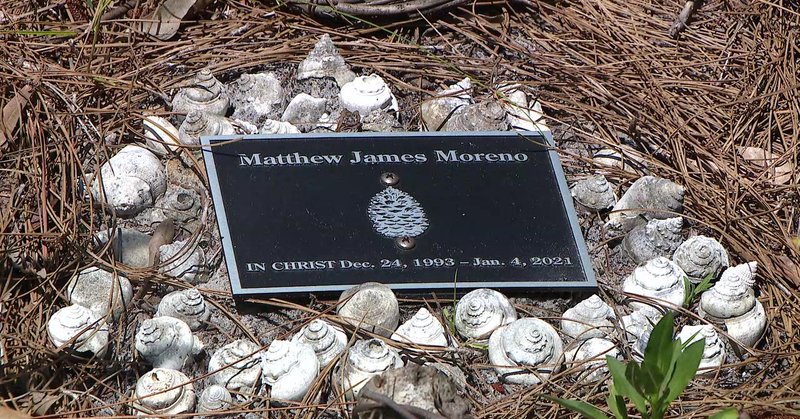 Matthew James Moreno
IN CHRIST Dec. 24, 1993 – Jan. 4, 2021